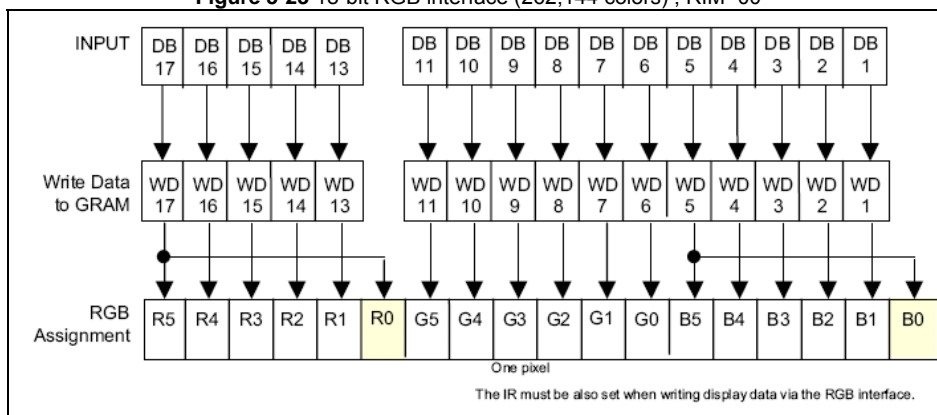 Figure RGB interface (262,144 colors) , RIM
INPUT DB DB DB DB DB DB DB DB DB DB DB DB DB DB DB DB
17 16 15 14 13 11 10 9 8 7 6 5 4 3 2 1
Write Data WD WD WD WD WD WD WD WD WD WD WD WD WD WD WD WD
to GRAM 17 16 15 14 13 11 10 9 8 7 6 5 4 3 2 1
RGB R5 R4 R3 R2 R1 R0 G5 G4 G3 G2 G1 G0 B5 B4 B3 B2 B1 B0
Assignment
One pixel
The IR must be also set when writing display data via the RGB interface.